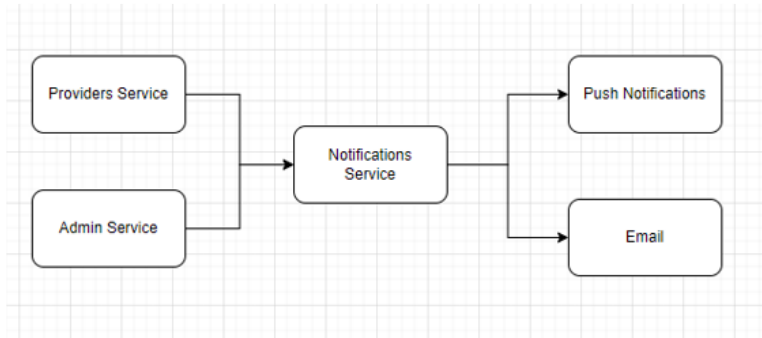 Providers Service
Push Notifications
Notifications
Service
Admin Service
Email